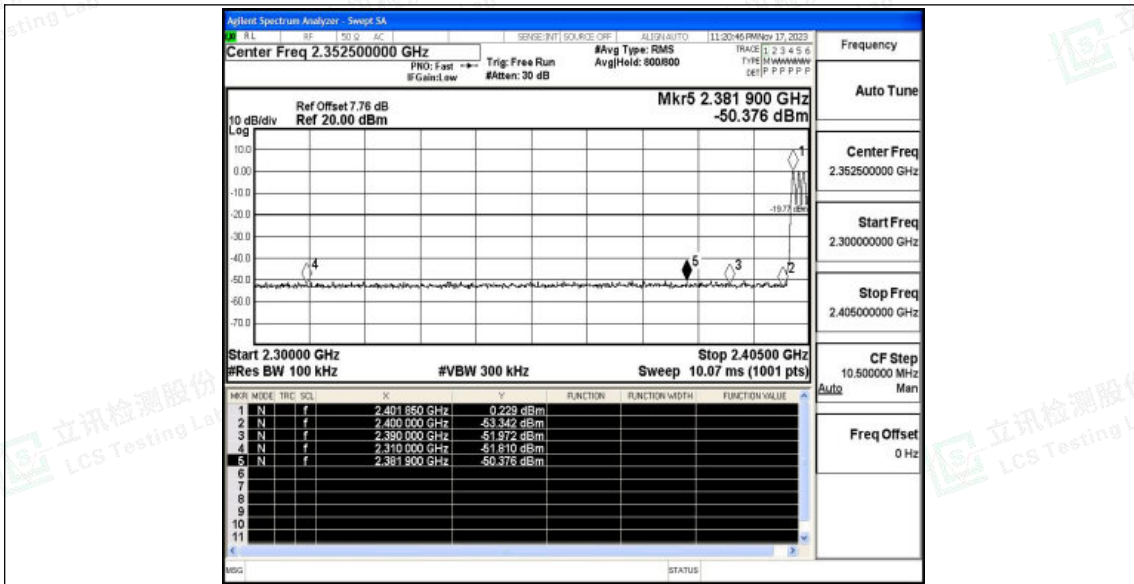 Agilent Spectrum Analyzer - Swept SA
RL RF 50 Ω AC SENSE:INT SOURCE OFF ALIGN AUTO 11:20:46 PM Nov 17, 2023
Center Freq 2.352500000 GHz
PNO: Fast
IFGain:Low
Trig: Free Run
#Atten: 30 dB
#Avg Type: RMS
Avg|Hold: 800/800
TRACE 1 2 3 4 5 6
TYPE M WWWWW
DET P P P P P P
Ref Offset 7.76 dB
Ref 20.00 dBm
10 dB/div
Log
Mkr5 2.381 900 GHz
-50.376 dBm
10.0
0.00
-10.0
-20.0
-30.0
-40.0
-50.0
-60.0
-70.0
1
-19.77 dBm
4
5
3
2
Start 2.30000 GHz
Stop 2.40500 GHz
#Res BW 100 kHz
#VBW 300 kHz
Sweep 10.07 ms (1001 pts)
MKR MODE TRC SCL X Y FUNCTION FUNCTION WIDTH FUNCTION VALUE
1 N f 2.401 850 GHz 0.229 dBm
2 N f 2.400 000 GHz -53.342 dBm
3 N f 2.390 000 GHz -51.972 dBm
4 N f 2.310 000 GHz -51.810 dBm
5 N f 2.381 900 GHz -50.376 dBm
6
7
8
9
10
11
MSG
STATUS
Frequency
Auto Tune
Center Freq
2.352500000 GHz
Start Freq
2.300000000 GHz
Stop Freq
2.405000000 GHz
CF Step
10.500000 MHz
Auto Man
Freq Offset
0 Hz
立讯检测股份
LCS Testing Lab
立讯检测股份
LCS Testing L